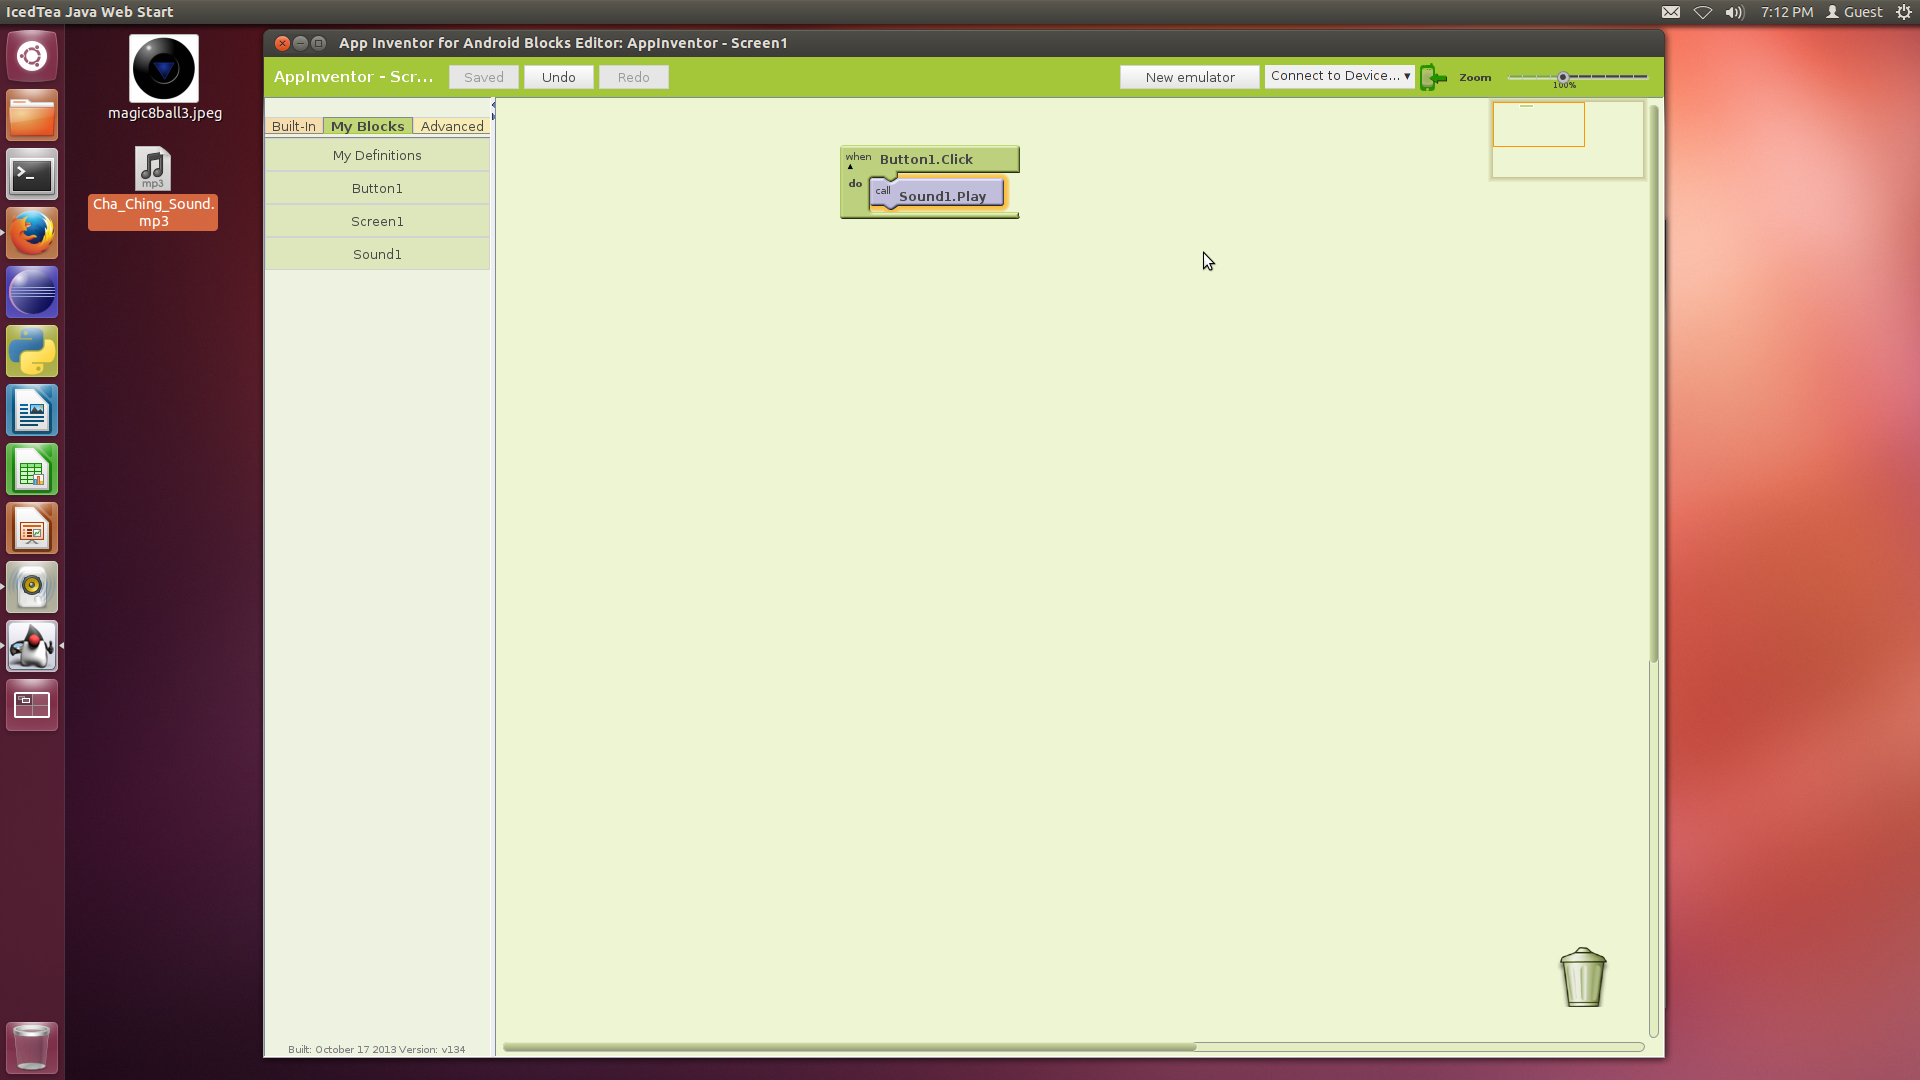 IcedTea Java Web Start
7:12 PM
Guest
magic8ball3.jpeg
mp3
Cha_Ching_Sound.
mp3
App Inventor for Android Blocks Editor: AppInventor - Screen1
AppInventor - Scr...
Saved
Undo
Redo
New emulator
Connect to Device...
Zoom
100%
Built-In
My Blocks
Advanced
My Definitions
Button1
Screen1
Sound1
when Button1.Click
do
call Sound1.Play
Built: October 17 2013 Version: v134